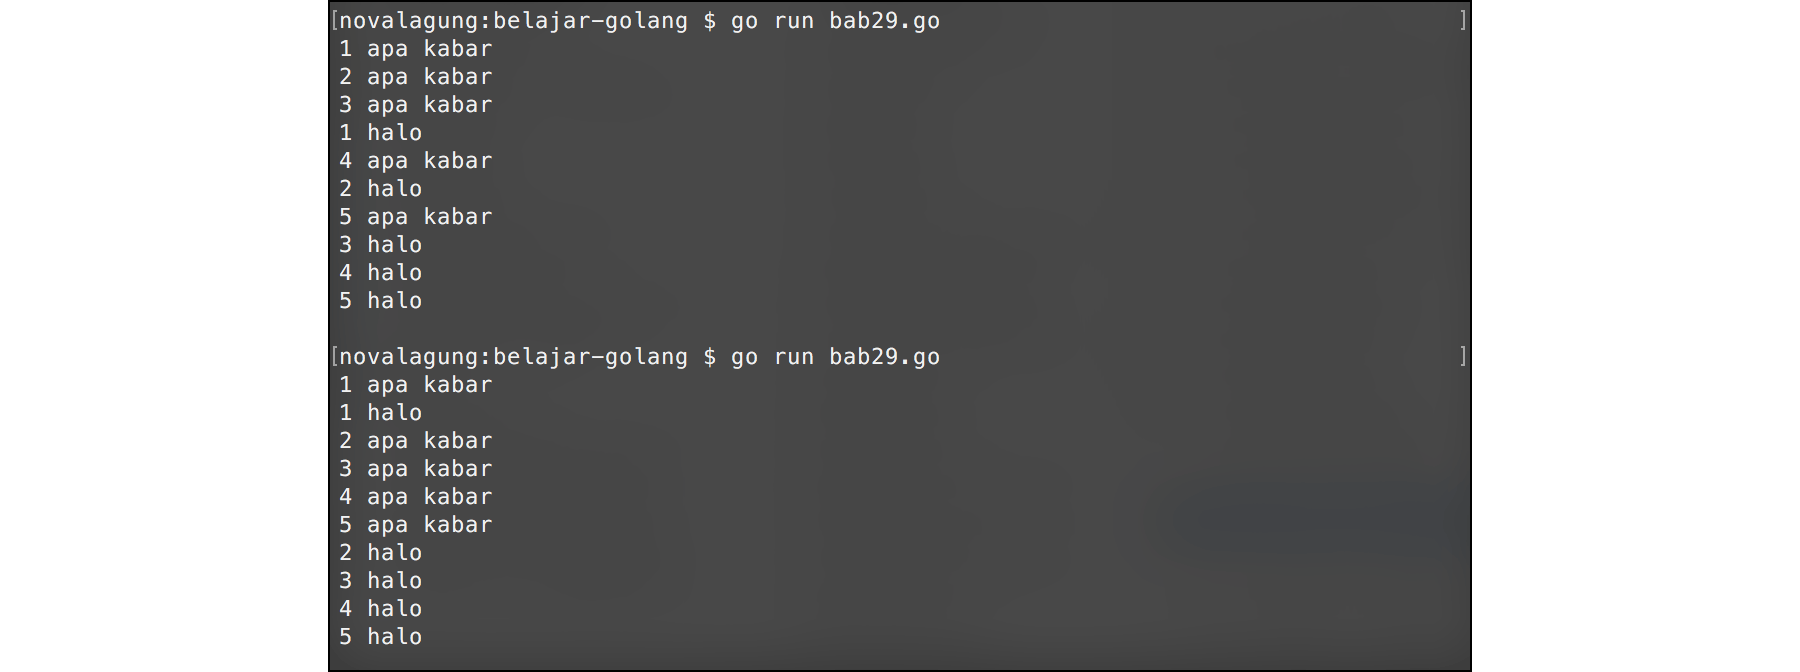 [novalagung:belajar-golang $ go run bab29.go ]
1 apa kabar
2 apa kabar
3 apa kabar
1 halo
4 apa kabar
2 halo
5 apa kabar
3 halo
4 halo
5 halo
[novalagung:belajar-golang $ go run bab29.go ]
1 apa kabar
1 halo
2 apa kabar
3 apa kabar
4 apa kabar
5 apa kabar
2 halo
3 halo
4 halo
5 halo